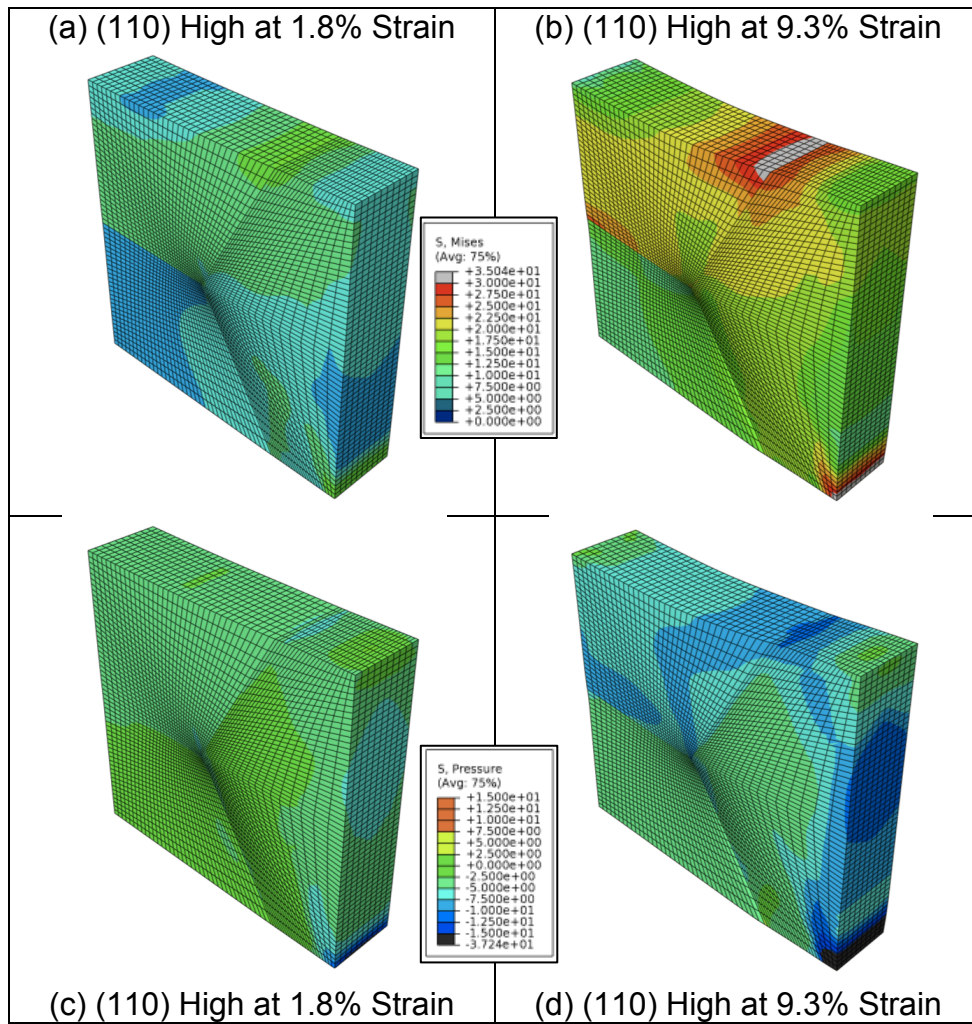 (a) (110) High at 1.8% Strain
(b) (110) High at 9.3% Strain
S, Mises
(Avg: 75%)
+3.504e+01
+3.000e+01
+2.750e+01
+2.500e+01
+2.250e+01
+2.000e+01
+1.750e+01
+1.500e+01
+1.250e+01
+1.000e+01
+7.500e+00
+5.000e+00
+2.500e+00
+0.000e+00
S, Pressure
(Avg: 75%)
+1.500e+01
+1.250e+01
+1.000e+01
+7.500e+00
+5.000e+00
+2.500e+00
+0.000e+00
-2.500e+00
-5.000e+00
-7.500e+00
-1.000e+01
-1.250e+01
-1.500e+01
-3.724e+01
(c) (110) High at 1.8% Strain
(d) (110) High at 9.3% Strain